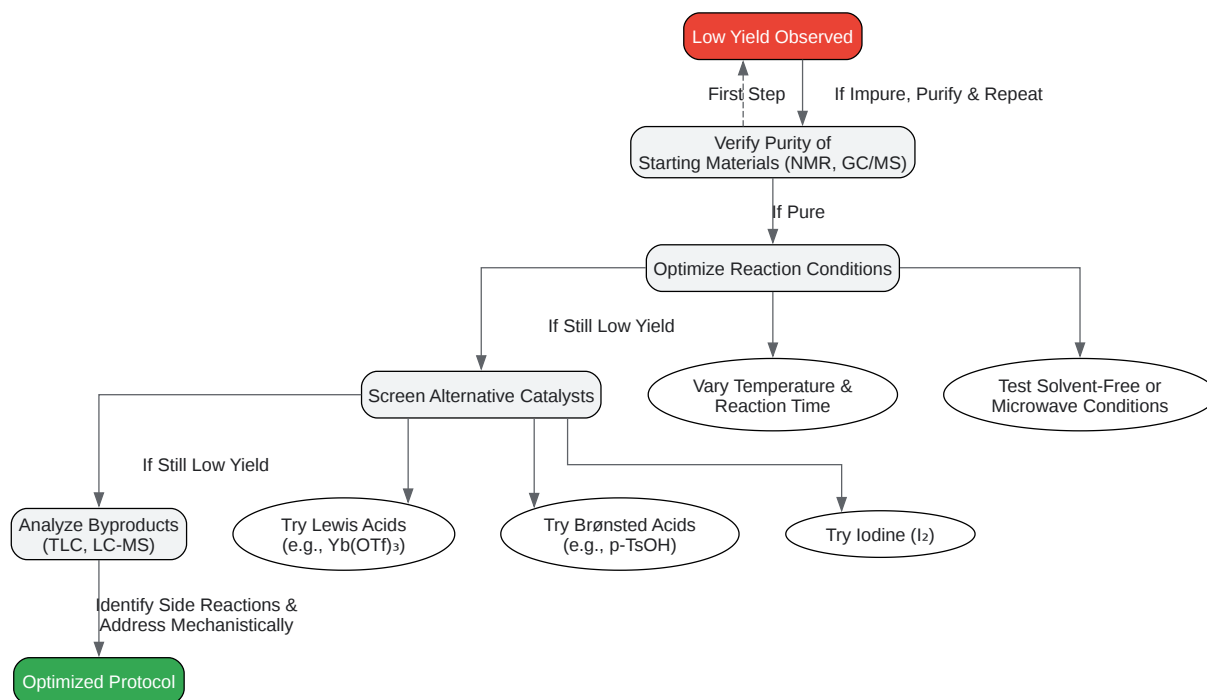 Low Yield Observed
First Step
If Impure, Purify & Repeat
Verify Purity of
Starting Materials (NMR, GC/MS)
If Pure
Optimize Reaction Conditions
If Still Low Yield
Vary Temperature &
Reaction Time
Test Solvent-Free or
Microwave Conditions
Screen Alternative Catalysts
If Still Low Yield
Analyze Byproducts
(TLC, LC-MS)
Try Lewis Acids
(e.g., Yb(OTf)₃)
Try Brønsted Acids
(e.g., p-TsOH)
Try Iodine (I₂)
Identify Side Reactions &
Address Mechanistically
Optimized Protocol